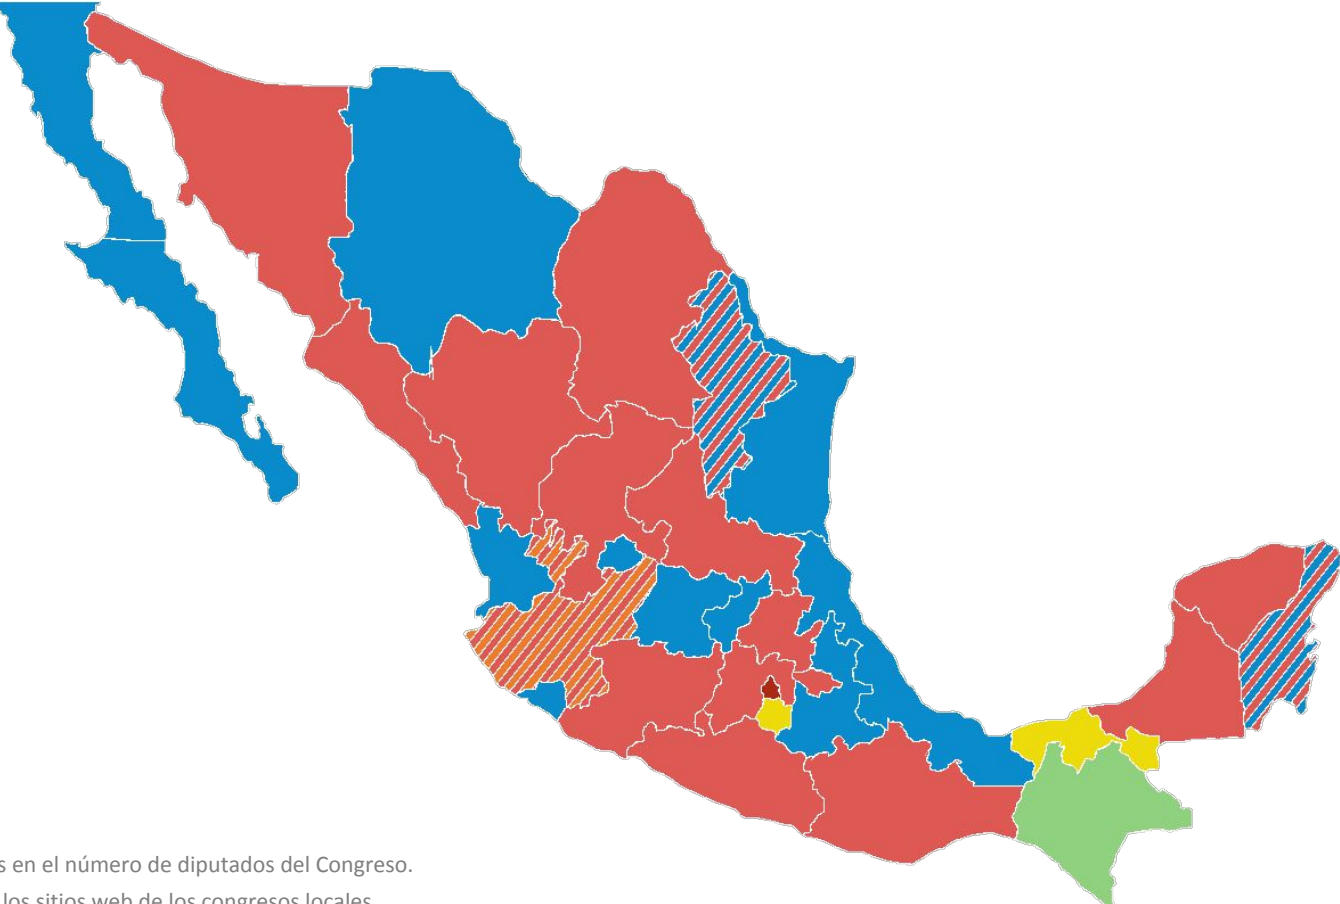 en el número de diputados del Congreso.
los sitios web de los congresos locales